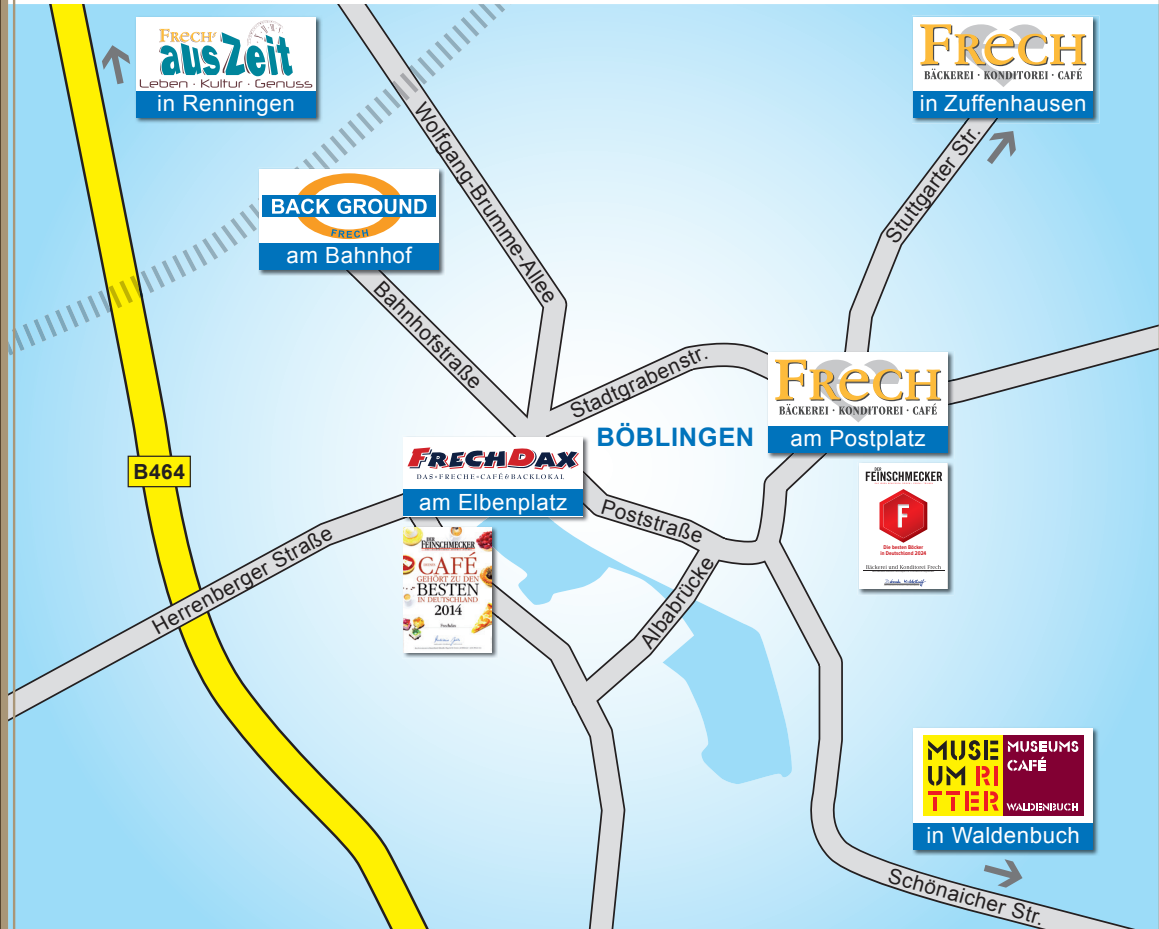 FRECH'
ausZeit
Leben · Kultur · Genuss
in Renningen
FRECH
BÄCKEREI · KONDITOREI · CAFÉ
in Zuffenhausen
Wolfgang-Brumme-Allee
Stuttgarter Str.
BACK GROUND
FRECH
am Bahnhof
Bahnhofstraße
Stadtgrabenstr.
FRECH
BÄCKEREI · KONDITOREI · CAFÉ
am Postplatz
BÖBLINGEN
B464
FRECHDAX
DAS·FRECHE·CAFÉ&BACKLOKAL
am Elbenplatz
Poststraße
DER
FEINSCHMECKER
F
Die besten Bäcker
in Deutschland 2024
Bäckerei und Konditorei Frech
Herrenberger Straße
DER
FEINSCHMECKER
CAFÉ
GEHÖRT ZU DEN
BESTEN
IN DEUTSCHLAND
2014
Frechdax
Albabrücke
MUSE
UM RI
TTER
MUSEUMS
CAFÉ
WALDENBUCH
in Waldenbuch
Schönaicher Str.